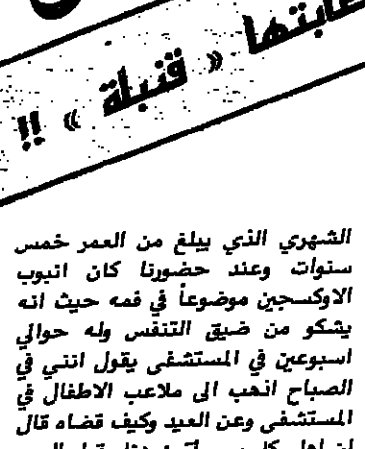 « قنبلة » !!
الشهري الذي يبلغ من العمر خمس
سنوات وعند حضورنا كان انبوب
الاوكسجين موضوعاً في فمه حيث انه
يشكو من ضيق التنفس وله حوالي
اسبوعين في المستشفى يقول انني في
الصباح اذهب الى ملاعب الاطفال في
المستشفى وعن العيد وكيف قضاه قال